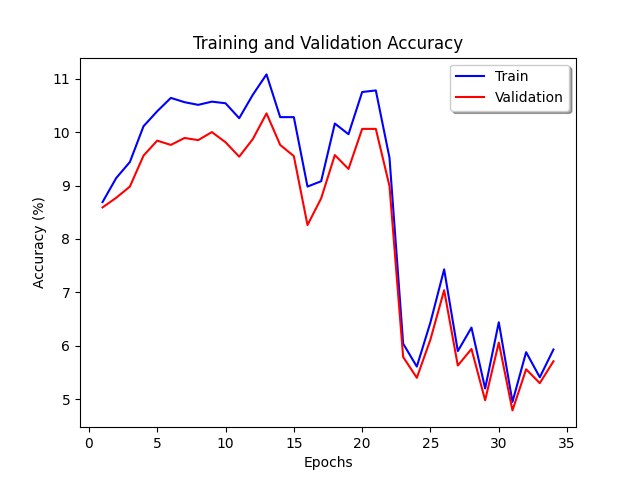 Training and Validation Accuracy
Train
Validation
Accuracy (%)
11
10
9
8
7
6
5
0 5 10 15 20 25 30 35
Epochs